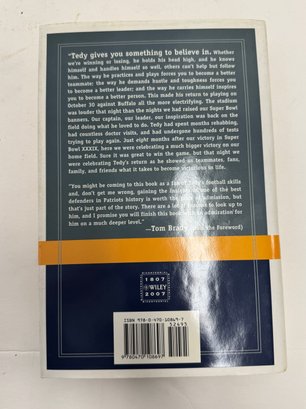 "Tedy gives you something to believe in. Whether
we're winning or losing, he holds his head high, and he knows
himself and handles himself so well, others can't help but follow
him. The way he practices and plays forces you to become a better
teammate; the way he demands hustle and toughness forces you
to become a better leader; and the way he carries himself inspires
you to become a better person. This made his return to playing on
October 30 against Buffalo all the more electrifying. The stadium
was louder that night than the nights we had raised our Super Bowl
banners. Our captain, our leader, our inspiration was back on the
field doing what he loved to do. Tedy had spent months rehabbing,
had countless doctor visits, and had undergone hundreds of tests
trying to play again. Just eight months after our victory in Super
Bowl XXXIX, here we were celebrating a much bigger victory on our
home field. Sure it was great to win the game, but that night we
were celebrating Tedy's return as he showed us teammates, fans,
family, and friends what it takes to become victorious in life.
"You might be coming to this book as a fan of Tedy's football skills
and, don't get me wrong, gaining the insights of one of the best
defenders in Patriots history is worth the price of admission, but
that's just part of the story. There are a lot of reasons to look up to
him, and I promise you will finish this book with an admiration for
him on a much deeper level."
—Tom Brady (from the Foreword)
1807
WILEY
2007
ISBN 978-0-470-10869-7
52495
9 780470 108697